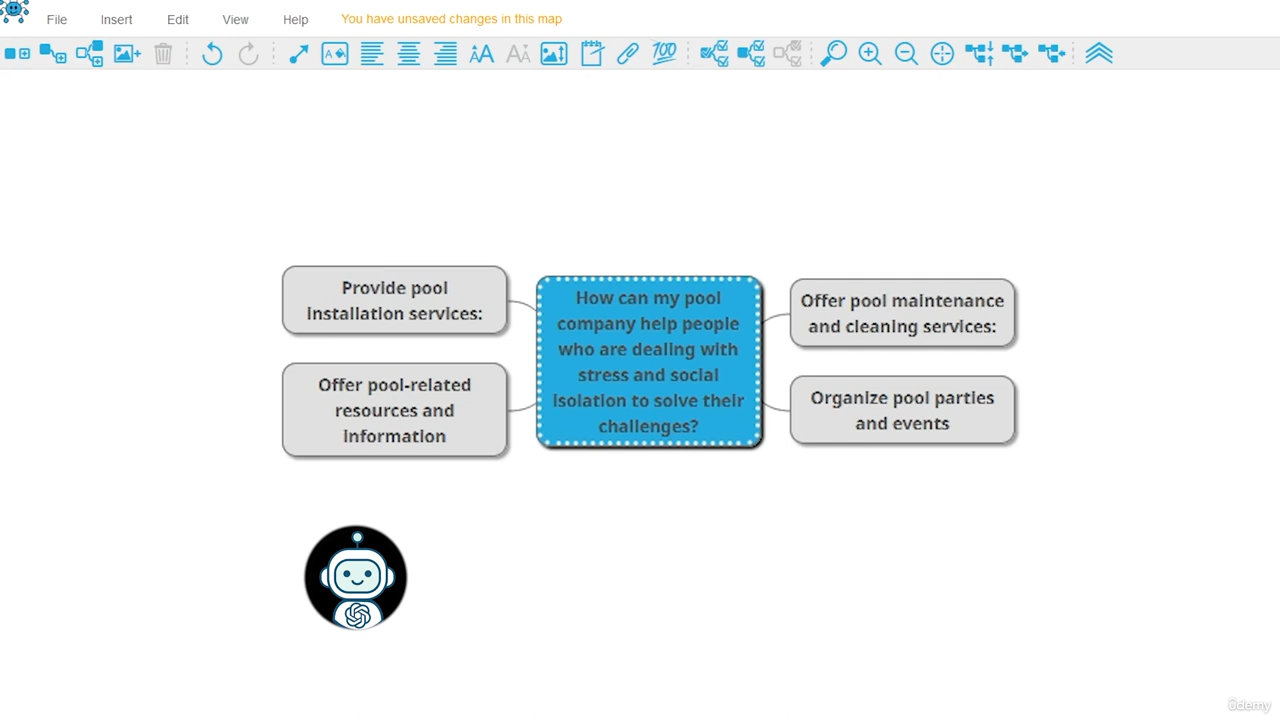 File Insert Edit View Help You have unsaved changes in this map
Provide pool
installation services:
Offer pool-related
resources and
information
How can my pool
company help people
who are dealing with
stress and social
isolation to solve their
challenges?
Offer pool maintenance
and cleaning services:
Organize pool parties
and events
ûdemy